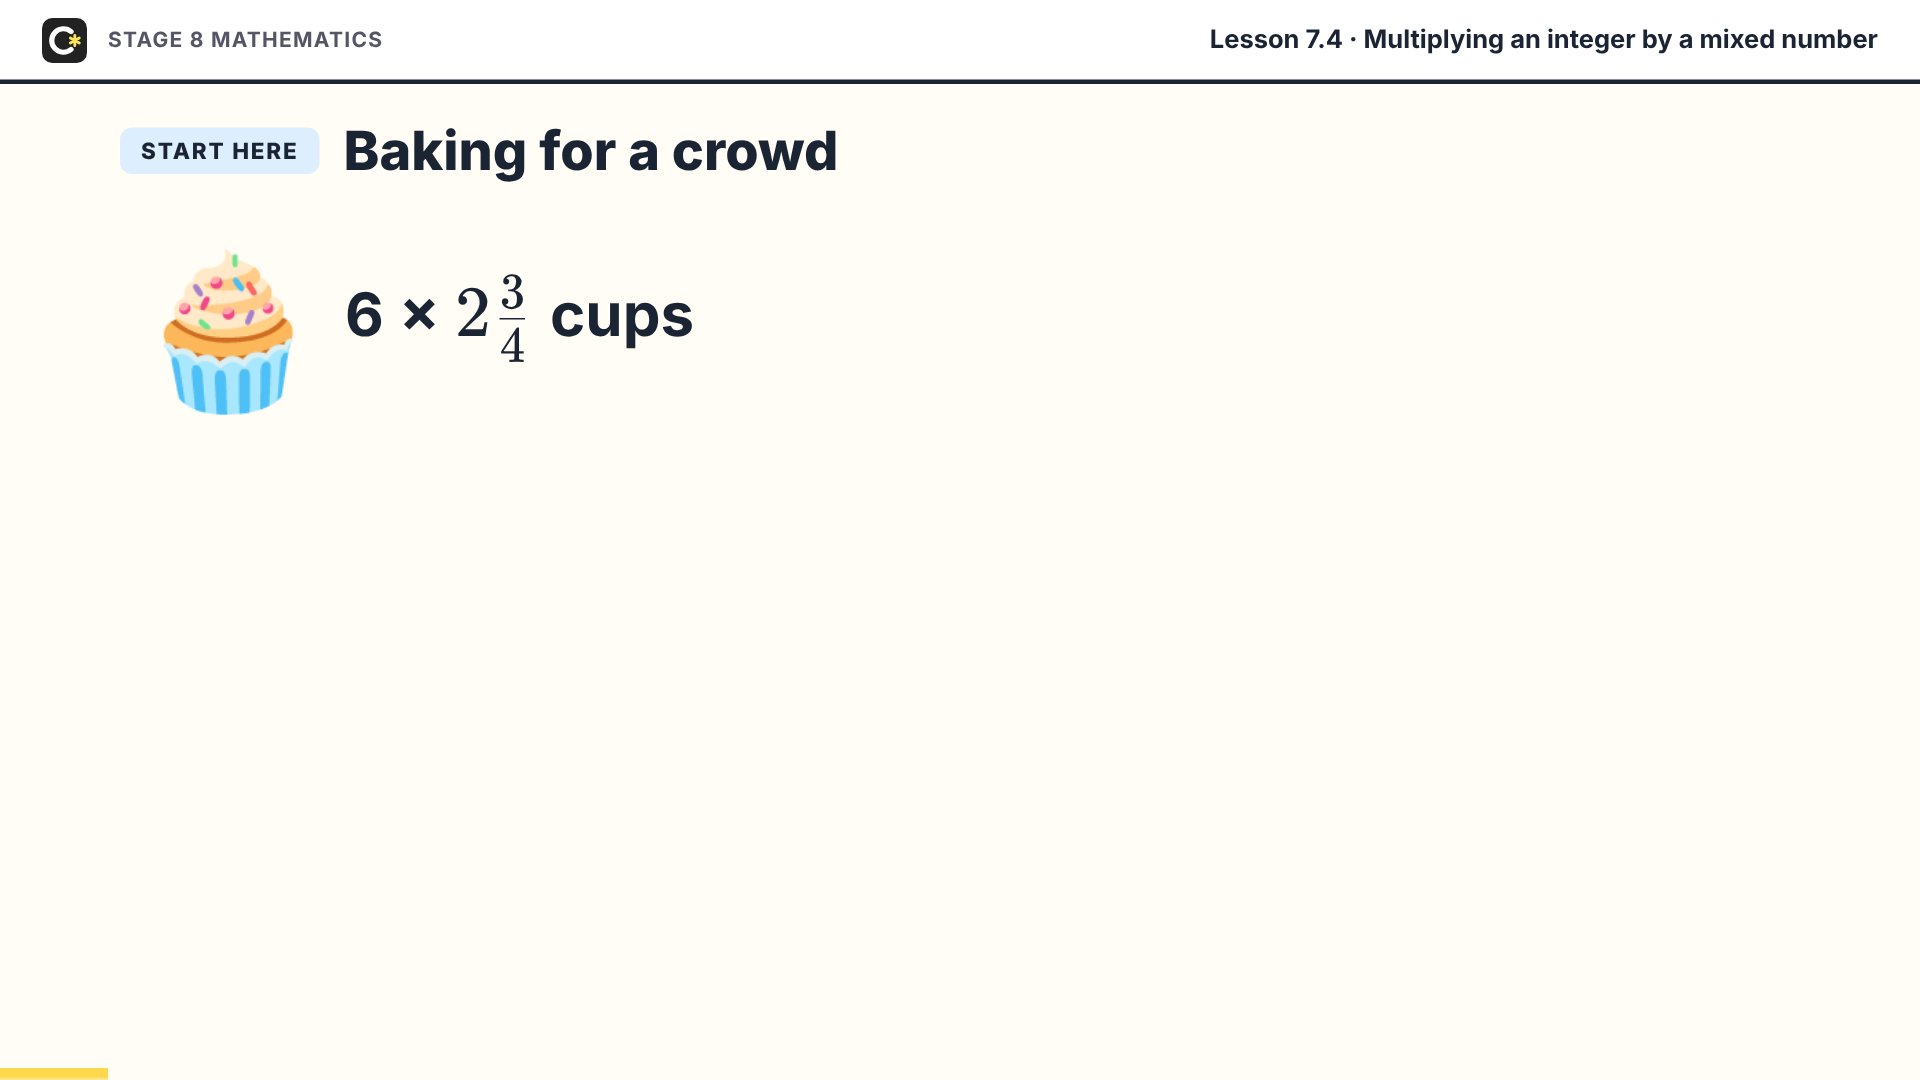 STAGE 8 MATHEMATICS
Lesson 7.4 · Multiplying an integer by a mixed number
START HERE
Baking for a crowd
6 × 2 3/4 cups